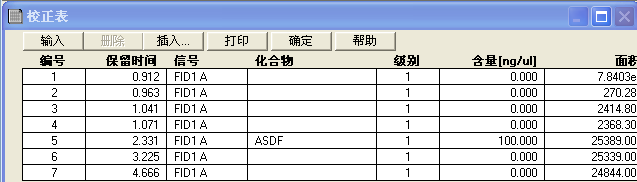 校正表
输入 删除 插入... 打印 确定 帮助
编号 保留时间 信号 化合物 级别 含量[ng/ul] 面积
1 0.912 FID1 A 1 0.000 7.8403e
2 0.963 FID1 A 1 0.000 270.28
3 1.041 FID1 A 1 0.000 2414.80
4 1.071 FID1 A 1 0.000 2368.30
5 2.331 FID1 A ASDF 1 100.000 25389.00
6 3.225 FID1 A 1 0.000 25339.00
7 4.666 FID1 A 1 0.000 24844.00